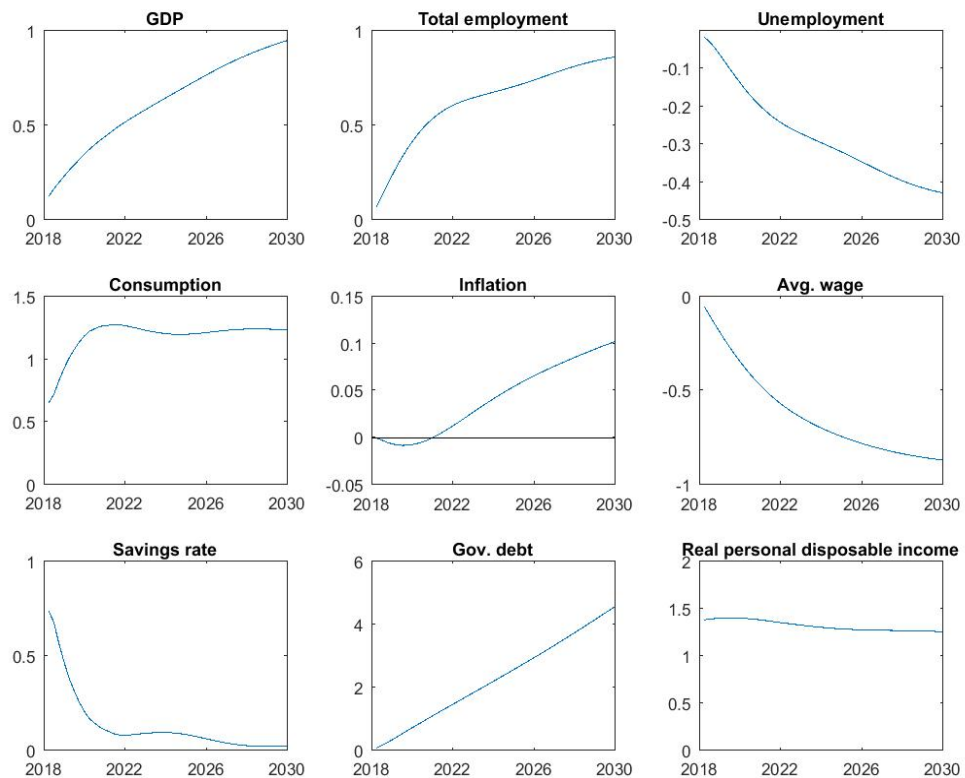 GDP
1
0.5
0
2018 2022 2026 2030
Total employment
1
0.5
0
2018 2022 2026 2030
Unemployment
-0.1
-0.2
-0.3
-0.4
-0.5
2018 2022 2026 2030
Consumption
1.5
1
0.5
0
2018 2022 2026 2030
Inflation
0.15
0.1
0.05
0
-0.05
2018 2022 2026 2030
Avg. wage
0
-0.5
-1
2018 2022 2026 2030
Savings rate
1
0.5
0
2018 2022 2026 2030
Gov. debt
6
4
2
0
2018 2022 2026 2030
Real personal disposable income
2
1.5
1
0.5
0
2018 2022 2026 2030